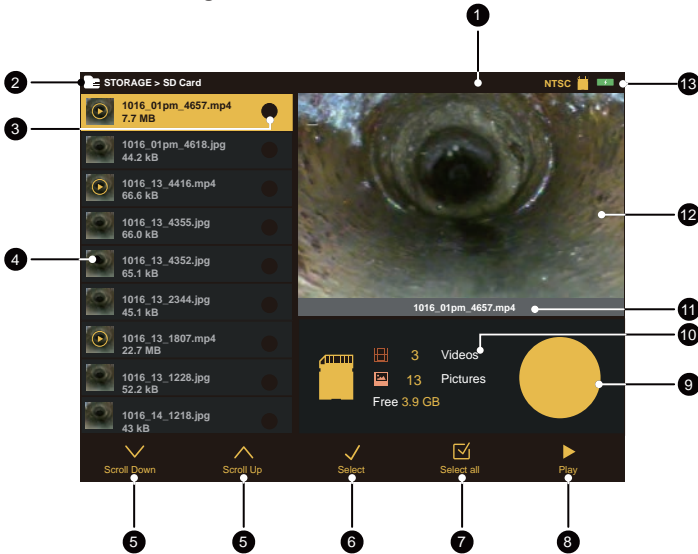 1
2
STORAGE > SD Card
NTSC
13
1016_01pm_4657.mp4
7.7 MB
3
1016_01pm_4618.jpg
44.2 kB
1016_13_4416.mp4
66.6 kB
1016_13_4355.jpg
66.0 kB
12
4
1016_13_4352.jpg
65.1 kB
1016_13_2344.jpg
45.1 kB
1016_13_1807.mp4
22.7 MB
1016_13_1228.jpg
52.2 kB
1016_14_1218.jpg
43 kB
1016_01pm_4657.mp4
11
10
3 Videos
13 Pictures
Free 3.9 GB
9
Scroll Down
Scroll Up
Select
Select all
Play
5
5
6
7
8